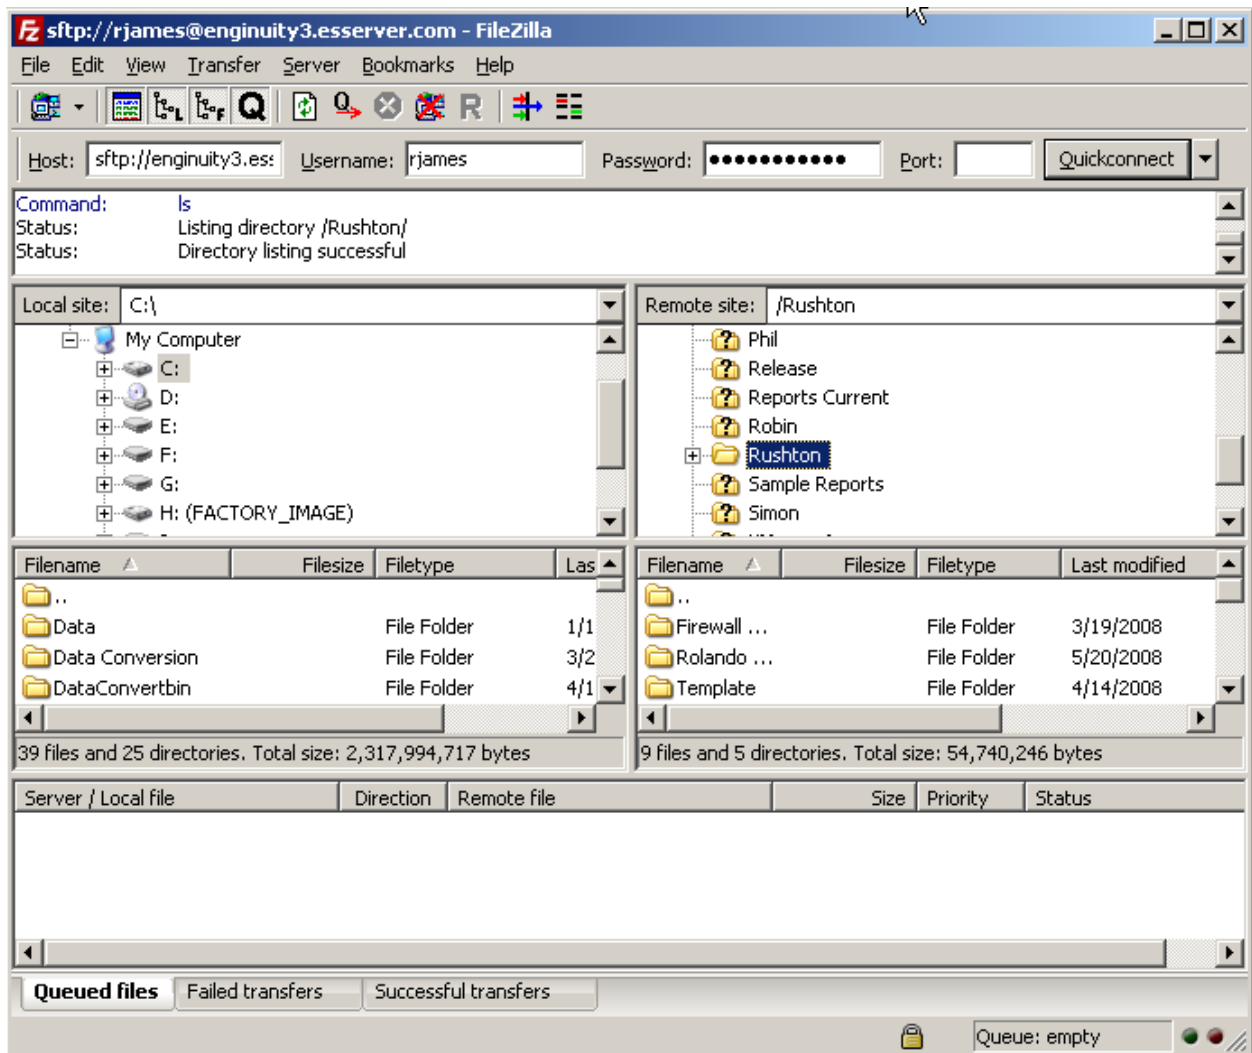 sftp://rjames@enginuity3.esserver.com - FileZilla
File Edit View Transfer Server Bookmarks Help
Host: sftp://enginuity3.es Username: rjames Password: ●●●●●●●●●●● Port: Quickconnect
Command: ls
Status: Listing directory /Rushton/
Status: Directory listing successful
Local site: C:\
Remote site: /Rushton
My Computer
C:
D:
E:
F:
G:
H: (FACTORY_IMAGE)
Phil
Release
Reports Current
Robin
Rushton
Sample Reports
Simon
Filename Filesize Filetype Las
..
Data File Folder 1/1
Data Conversion File Folder 3/2
DataConvertbin File Folder 4/1
39 files and 25 directories. Total size: 2,317,994,717 bytes
Filename Filesize Filetype Last modified
..
Firewall ... File Folder 3/19/2008
Rolando ... File Folder 5/20/2008
Template File Folder 4/14/2008
9 files and 5 directories. Total size: 54,740,246 bytes
Server / Local file Direction Remote file Size Priority Status
Queued files Failed transfers Successful transfers
Queue: empty